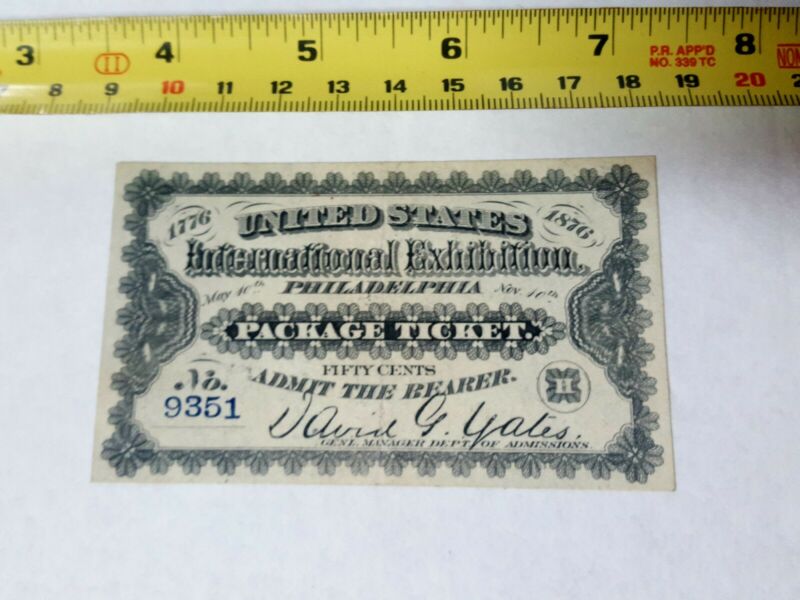 3 4 5 6 7 P.R. APP'D 8
II NO. 339 TC NOM
8 9 10 11 12 13 14 15 16 17 18 19 20
1776 UNITED STATES 1876
International Exhibition,
May 10th PHILADELPHIA Nov. 10th
PACKAGE TICKET.
FIFTY CENTS
No. ADMIT THE BEARER. H
9351
David G. Yates,
GENL. MANAGER DEPT. OF ADMISSIONS.